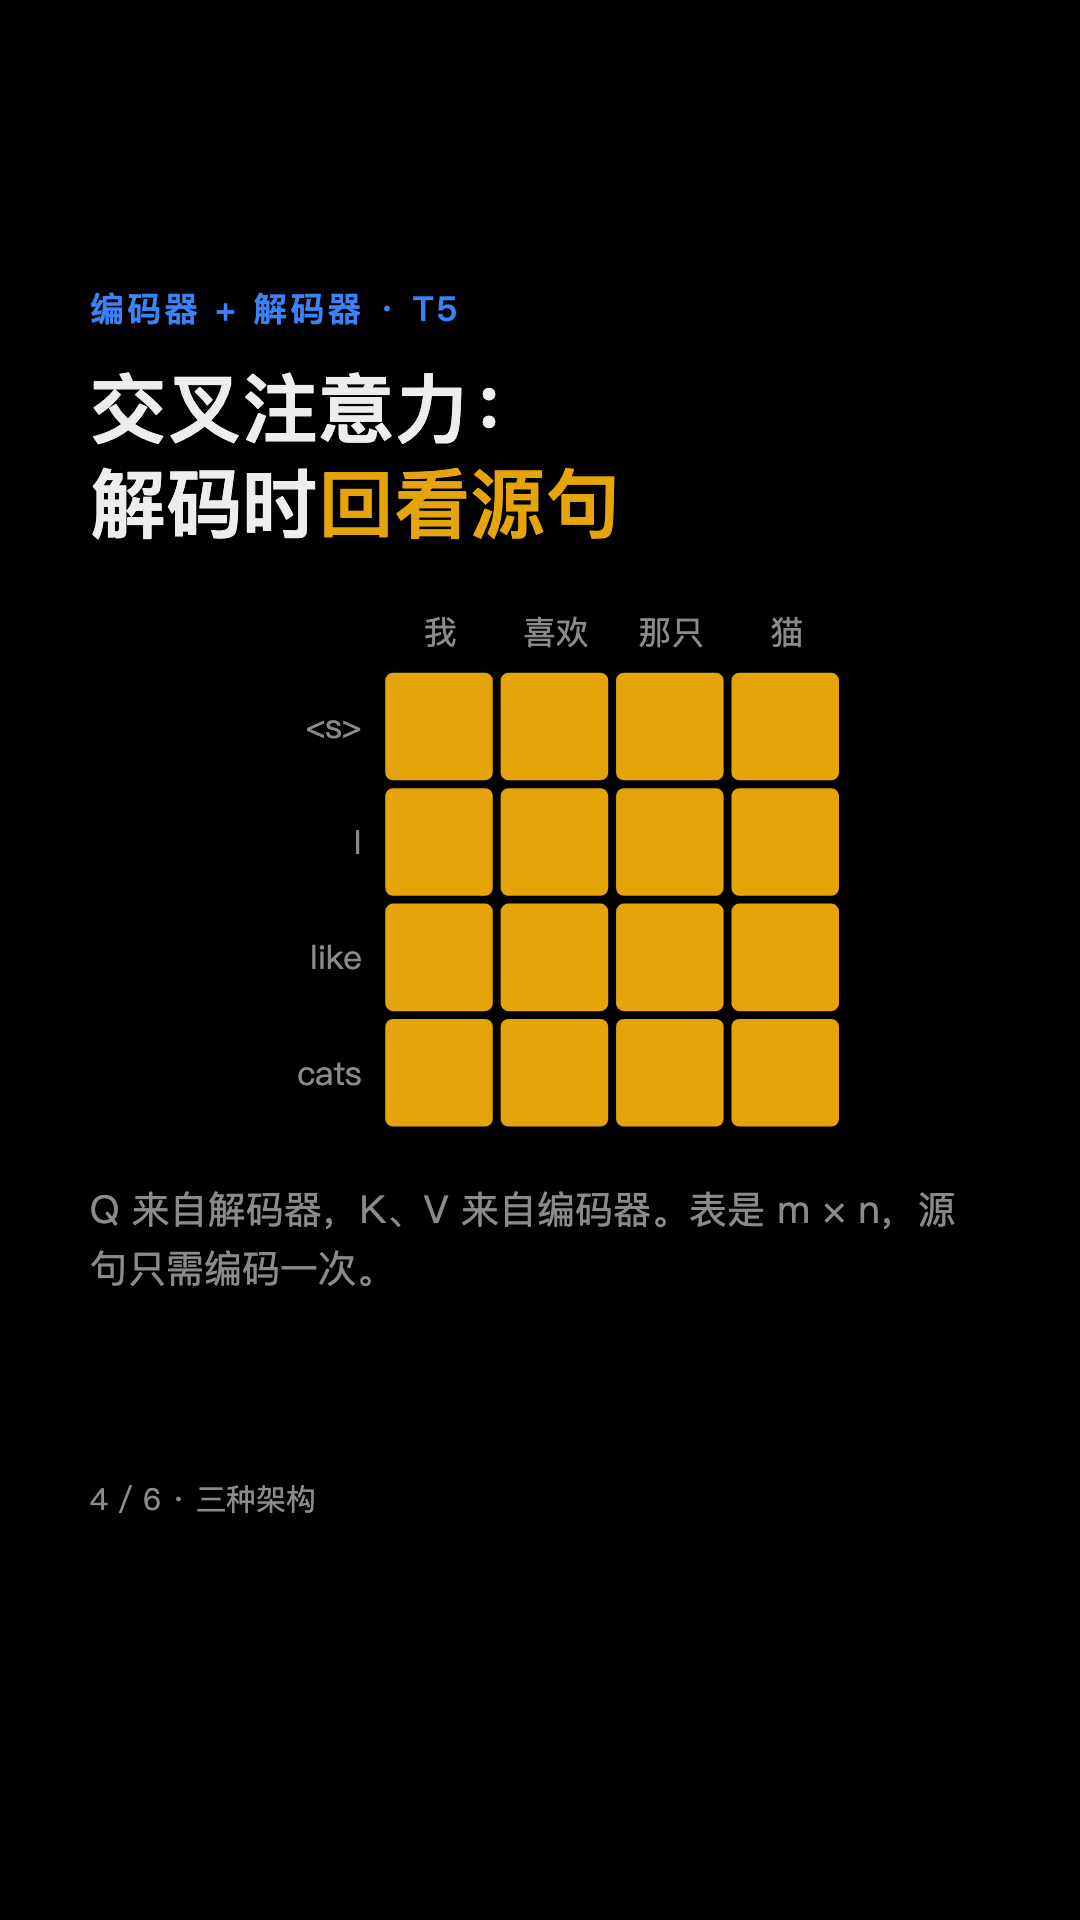 编码器 + 解码器 · T5
交叉注意力：
解码时回看源句
我 喜欢 那只 猫
<s>
I
like
cats
Q 来自解码器，K、V 来自编码器。表是 m × n，源
句只需编码一次。
4 / 6 · 三种架构